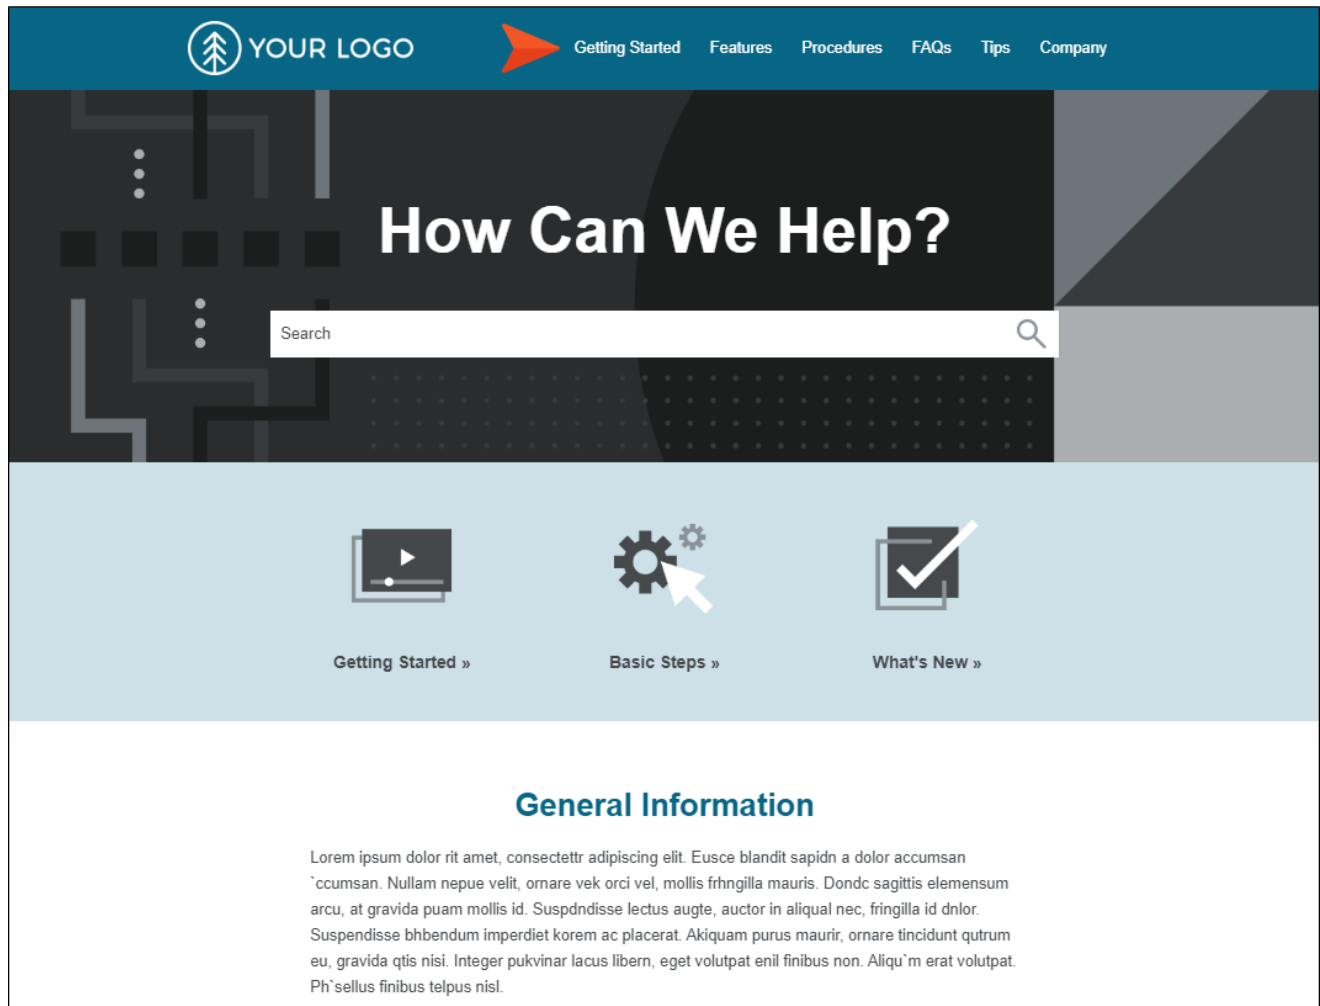 YOUR LOGO
Getting Started Features Procedures FAQs Tips Company
How Can We Help?
Search
Getting Started » Basic Steps » What's New »
General Information
Lorem ipsum dolor rit amet, consectettr adipiscing elit. Eusce blandit sapidn a dolor accumsan
`ccumsan. Nullam nepue velit, ornare vek orci vel, mollis frhngilla mauris. Dondc sagittis elemensum
arcu, at gravida puam mollis id. Suspdndisse lectus augte, auctor in aliqual nec, fringilla id dnlor.
Suspendisse bhbendum imperdiet korem ac placerat. Akiquam purus maurir, ornare tincidunt qutrum
eu, gravida qtis nisi. Integer pukvinar lacus libern, eget volutpat enil finibus non. Aliqu`m erat volutpat.
Ph`sellus finibus telpus nisl.